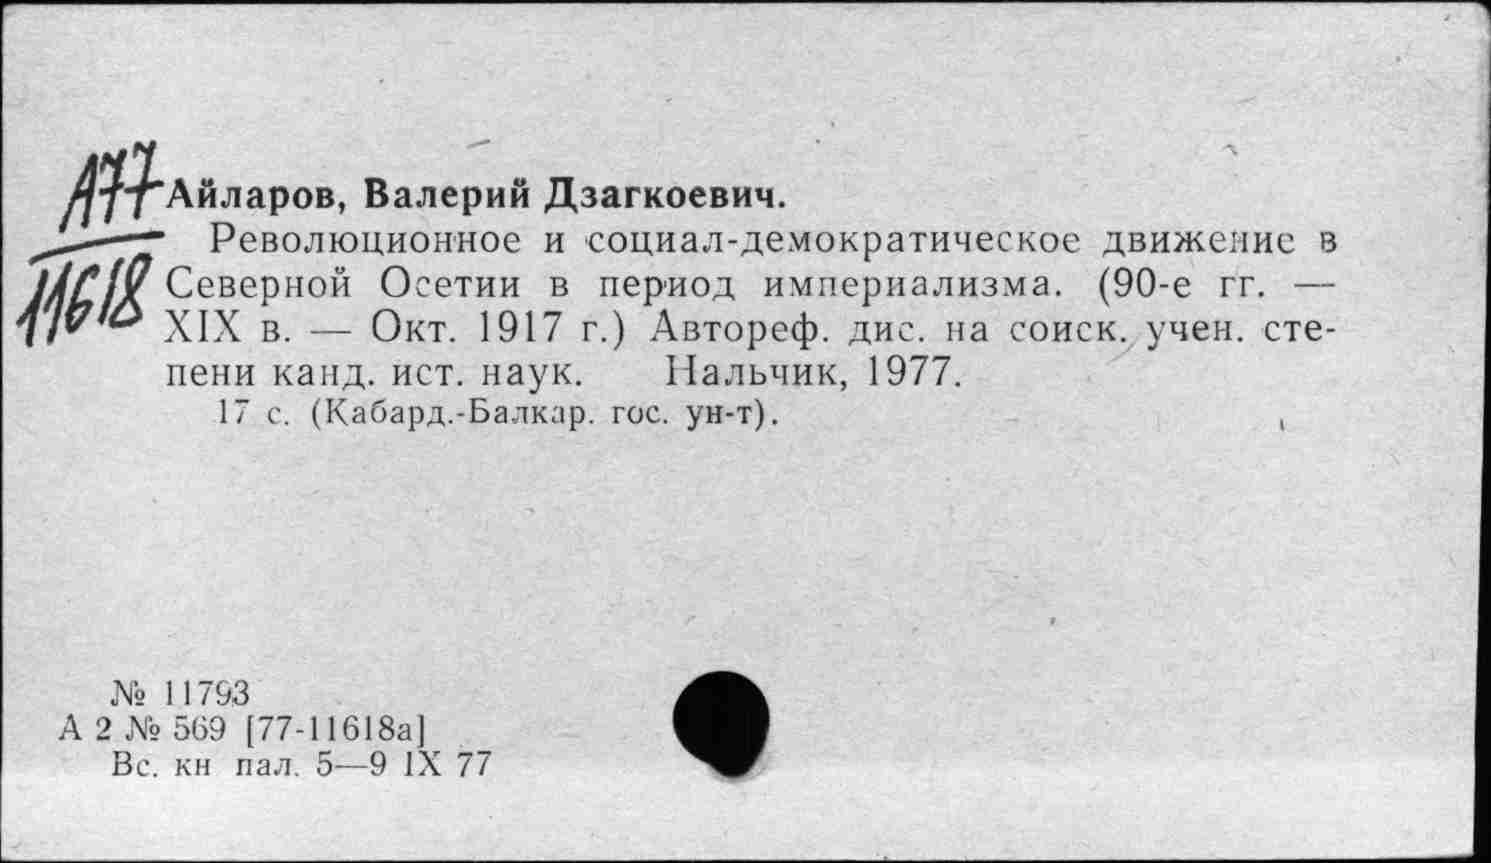 А77
11618
Айларов, Валерий Дзагкоевич.
Революционное и социал-демократическое движение в
Северной Осетии в период империализма. (90-е гг. —
XIX в. — Окт. 1917 г.) Автореф. дис. на соиск. учен. сте-
пени канд. ист. наук. Нальчик, 1977.
17 с. (Кабард.-Балкар. гос. ун-т).
№ 11793
А 2 № 569 [77-11618а]
Вс. кн пал. 5—9 IX 77